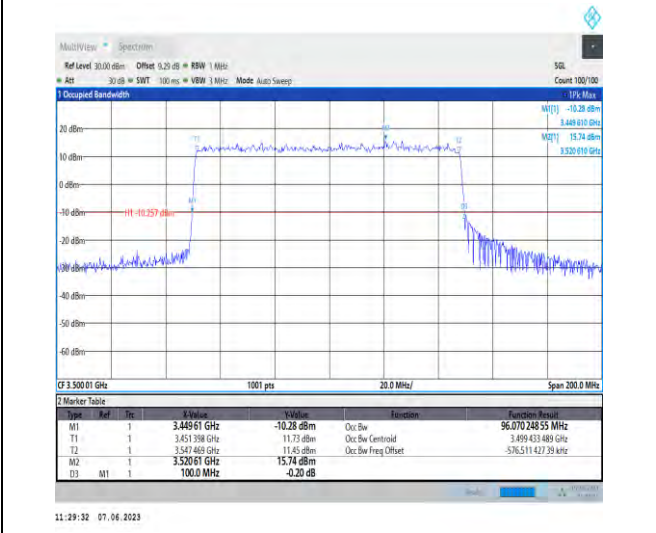 MultiView Spectrum
Ref Level 30.00 dBm Offset 9.29 dB RBW 1 MHz SGL
Att 30 dB SWT 100 ms VBW 3 MHz Mode Auto Sweep Count 100/100
1 Occupied Bandwidth 1Pk Max
M1[1] -10.28 dBm
3.449 610 GHz
M2[1] 15.74 dBm
3.520 610 GHz
20 dBm
T1 M2 T2
10 dBm
0 dBm
M1 D3
-10 dBm H1 -10.257 dBm
-20 dBm
-30 dBm
-40 dBm
-50 dBm
-60 dBm
CF 3.500 01 GHz 1001 pts 20.0 MHz/ Span 200.0 MHz
2 Marker Table
Type Ref Trc X-Value Y-Value Function Function Result
M1 1 3.449 61 GHz -10.28 dBm Occ Bw 96.070 248 55 MHz
T1 1 3.451 398 GHz 11.73 dBm Occ Bw Centroid 3.499 433 489 GHz
T2 1 3.547 469 GHz 11.45 dBm Occ Bw Freq Offset -576.511 427 39 kHz
M2 1 3.520 61 GHz 15.74 dBm
D3 M1 1 100.0 MHz -0.20 dB
11:29:32 07.06.2023